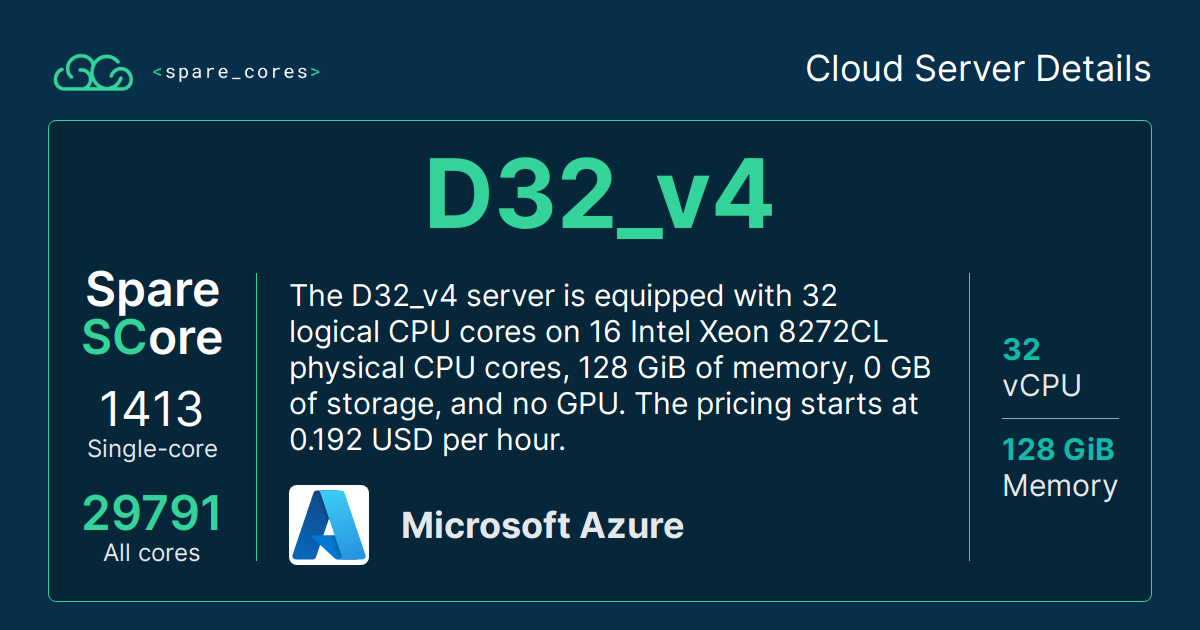 <spare_cores>
Cloud Server Details
D32_v4
Spare
SCore
1413
Single-core
29791
All cores
The D32_v4 server is equipped with 32
logical CPU cores on 16 Intel Xeon 8272CL
physical CPU cores, 128 GiB of memory, 0 GB
of storage, and no GPU. The pricing starts at
0.192 USD per hour.
Microsoft Azure
32
vCPU
128 GiB
Memory